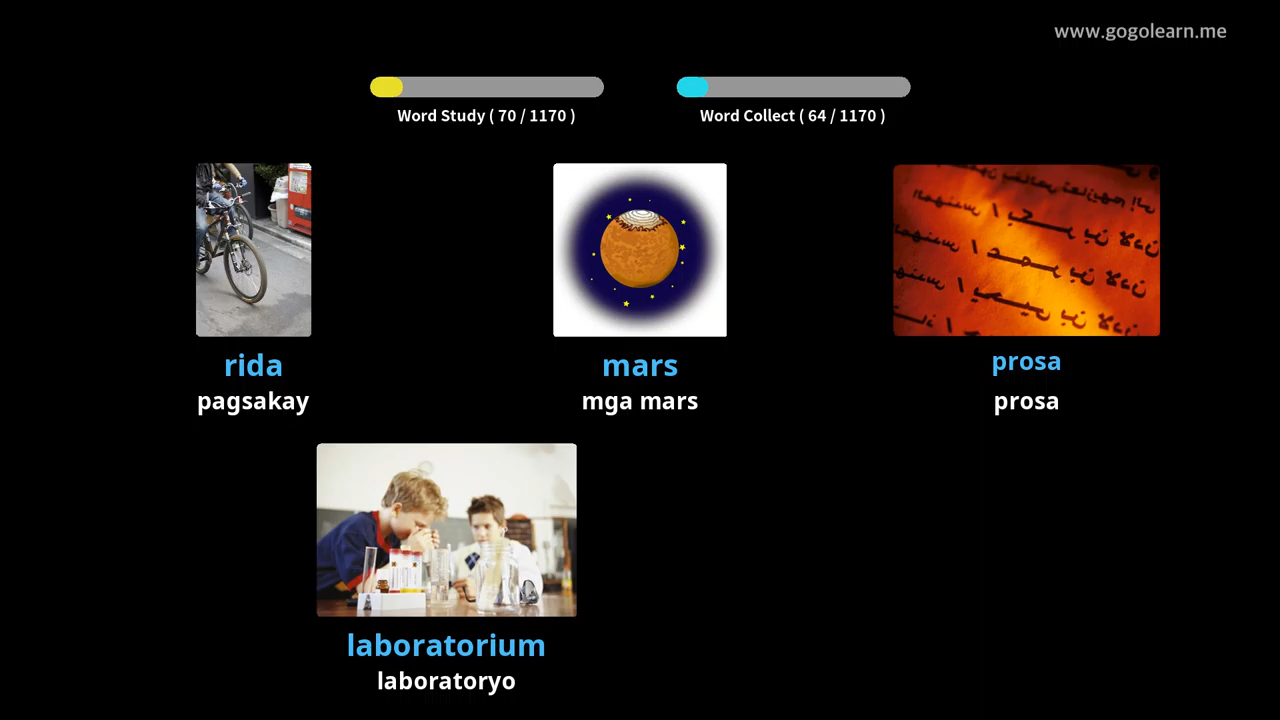 www.gogolearn.me
Word Study ( 70 / 1170 )
Word Collect ( 64 / 1170 )
rida
mars
prosa
pagsakay
mga mars
prosa
laboratorium
laboratoryo